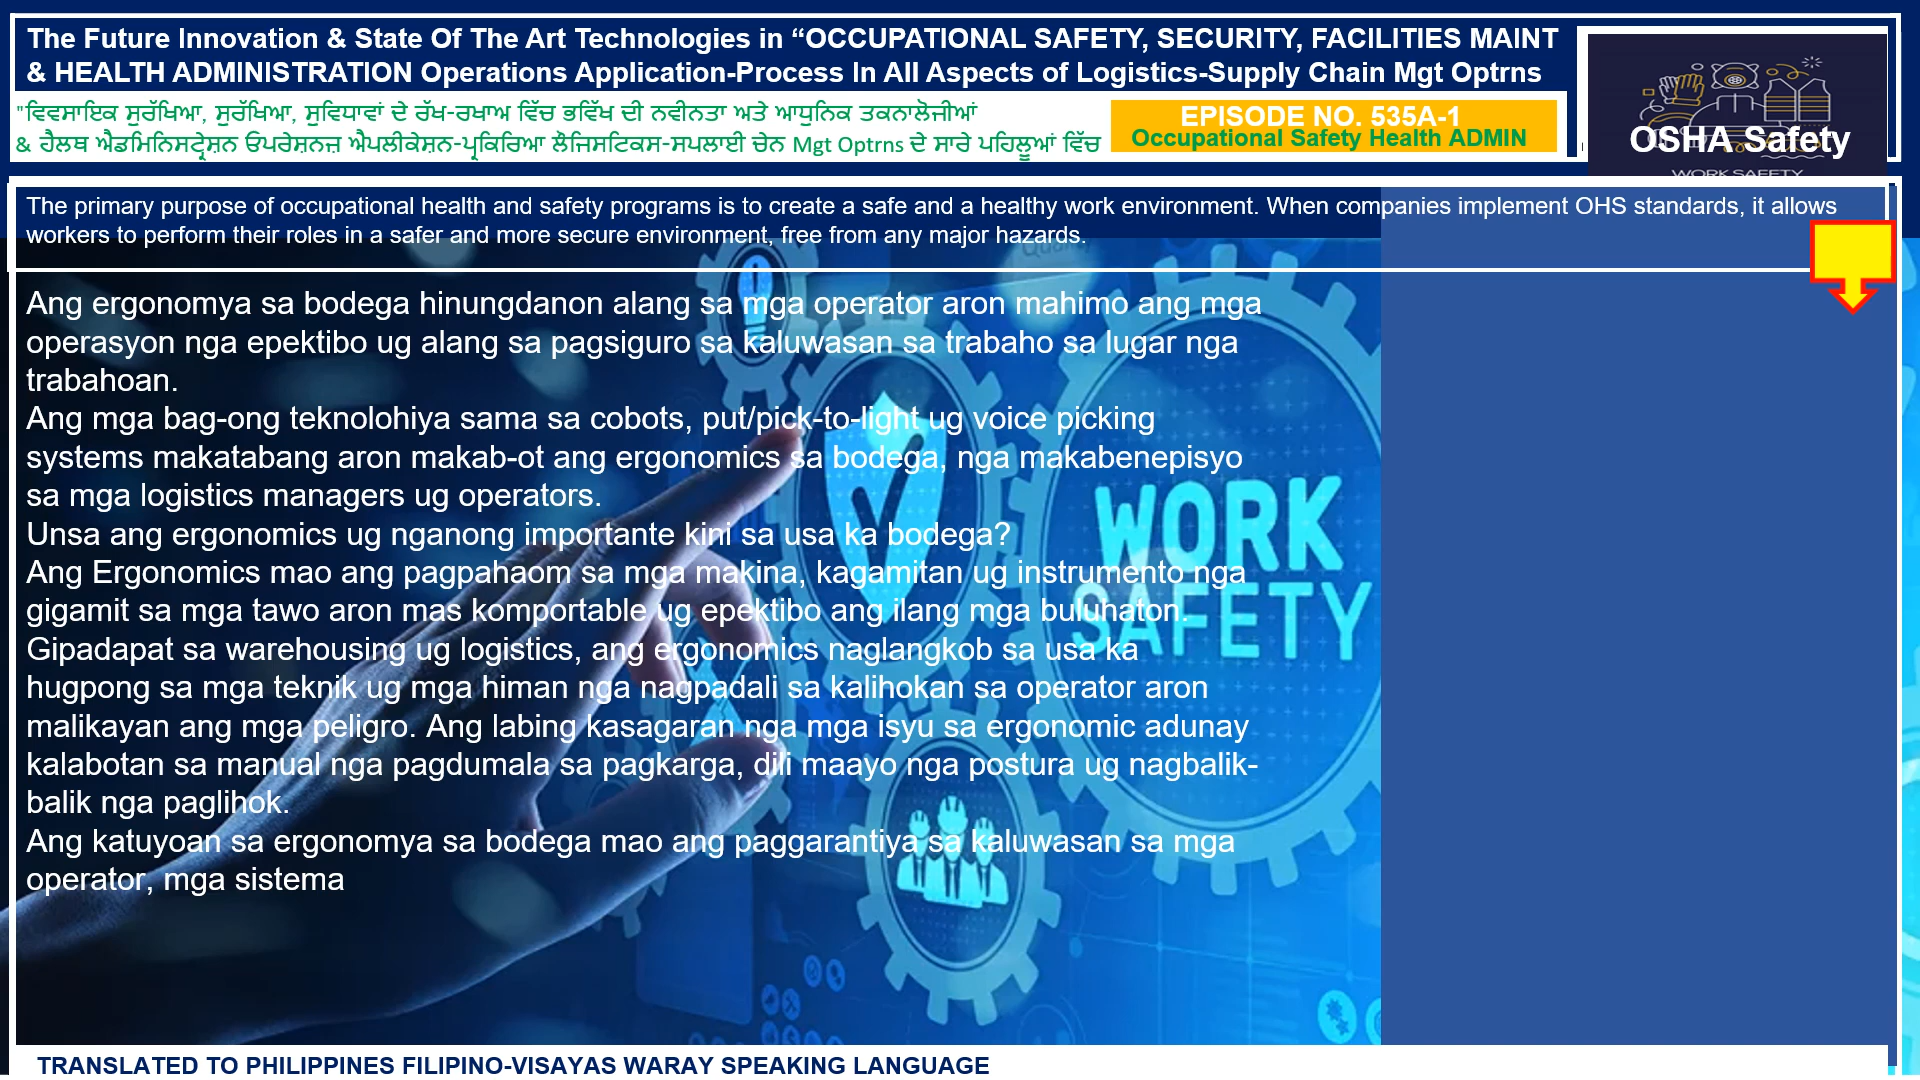 The Future Innovation & State Of The Art Technologies in “OCCUPATIONAL SAFETY, SECURITY, FACILITIES MAINT
& HEALTH ADMINISTRATION Operations Application-Process In All Aspects of Logistics-Supply Chain Mgt Optrns
"ਵਿਵਸਾਇਕ ਸੁਰੱਖਿਆ, ਸੁਰੱਖਿਆ, ਸੁਵਿਧਾਵਾਂ ਦੇ ਰੱਖ-ਰਖਾਅ ਵਿੱਚ ਭਵਿੱਖ ਦੀ ਨਵੀਨਤਾ ਅਤੇ ਆਧੁਨਿਕ ਤਕਨਾਲੋਜੀਆਂ
& ਹੈਲਥ ਐਡਮਿਨਿਸਟ੍ਰੇਸ਼ਨ ਓਪਰੇਸ਼ਨਜ਼ ਐਪਲੀਕੇਸ਼ਨ-ਪ੍ਰਕਿਰਿਆ ਲੌਜਿਸਟਿਕਸ-ਸਪਲਾਈ ਚੇਨ Mgt Optrns ਦੇ ਸਾਰੇ ਪਹਿਲੂਆਂ ਵਿੱਚ
EPISODE NO. 535A-1
Occupational Safety Health ADMIN
OSHA Safety
WORK SAFETY
The primary purpose of occupational health and safety programs is to create a safe and a healthy work environment. When companies implement OHS standards, it allows
workers to perform their roles in a safer and more secure environment, free from any major hazards.
Ang ergonomya sa bodega hinungdanon alang sa mga operator aron mahimo ang mga
operasyon nga epektibo ug alang sa pagsiguro sa kaluwasan sa trabaho sa lugar nga
trabahoan.
Ang mga bag-ong teknolohiya sama sa cobots, put/pick-to-light ug voice picking
systems makatabang aron makab-ot ang ergonomics sa bodega, nga makabenepisyo
sa mga logistics managers ug operators.
Unsa ang ergonomics ug nganong importante kini sa usa ka bodega?
Ang Ergonomics mao ang pagpahaom sa mga makina, kagamitan ug instrumento nga
gigamit sa mga tawo aron mas komportable ug epektibo ang ilang mga buluhaton.
Gipadapat sa warehousing ug logistics, ang ergonomics naglangkob sa usa ka
hugpong sa mga teknik ug mga himan nga nagpadali sa kalihokan sa operator aron
malikayan ang mga peligro. Ang labing kasagaran nga mga isyu sa ergonomic adunay
kalabotan sa manual nga pagdumala sa pagkarga, dili maayo nga postura ug nagbalik-
balik nga paglihok.
Ang katuyoan sa ergonomya sa bodega mao ang paggarantiya sa kaluwasan sa mga
operator, mga sistema
WORK
SAFETY
TRANSLATED TO PHILIPPINES FILIPINO-VISAYAS WARAY SPEAKING LANGUAGE